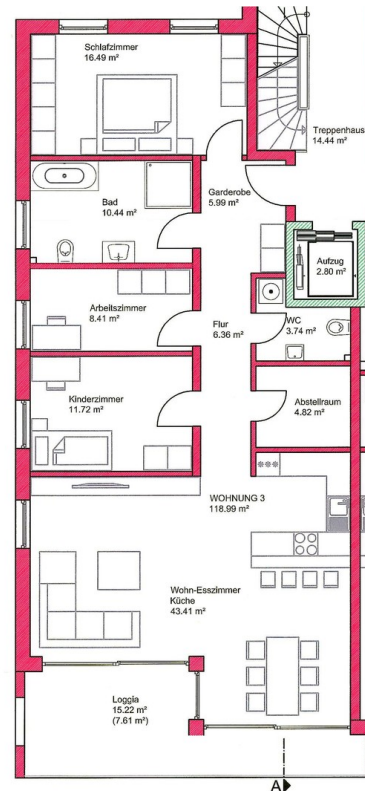 Schlafzimmer
16.49 m²
Treppenhaus
14.44 m²
Garderobe
5.99 m²
Bad
10.44 m²
Aufzug
2.80 m²
Arbeitszimmer
8.41 m²
Flur
6.36 m²
WC
3.74 m²
Kinderzimmer
11.72 m²
Abstellraum
4.82 m²
WOHNUNG 3
118.99 m²
Wohn-Esszimmer
Küche
43.41 m²
Loggia
15.22 m²
(7.61 m²)
A